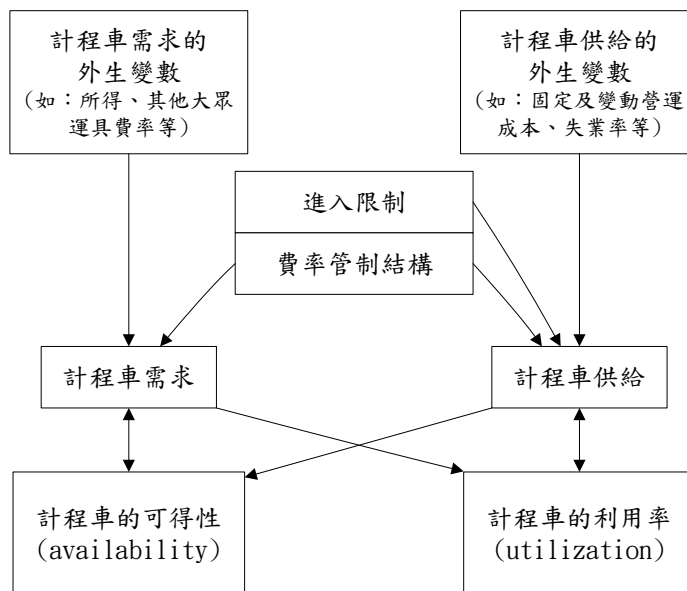 計程車需求的
外生變數
（如：所得、其他大眾
運具費率等）
計程車供給的
外生變數
（如：固定及變動營運
成本、失業率等）
進入限制
費率管制結構
計程車需求
計程車供給
計程車的可得性
(availability)
計程車的利用率
(utilization)